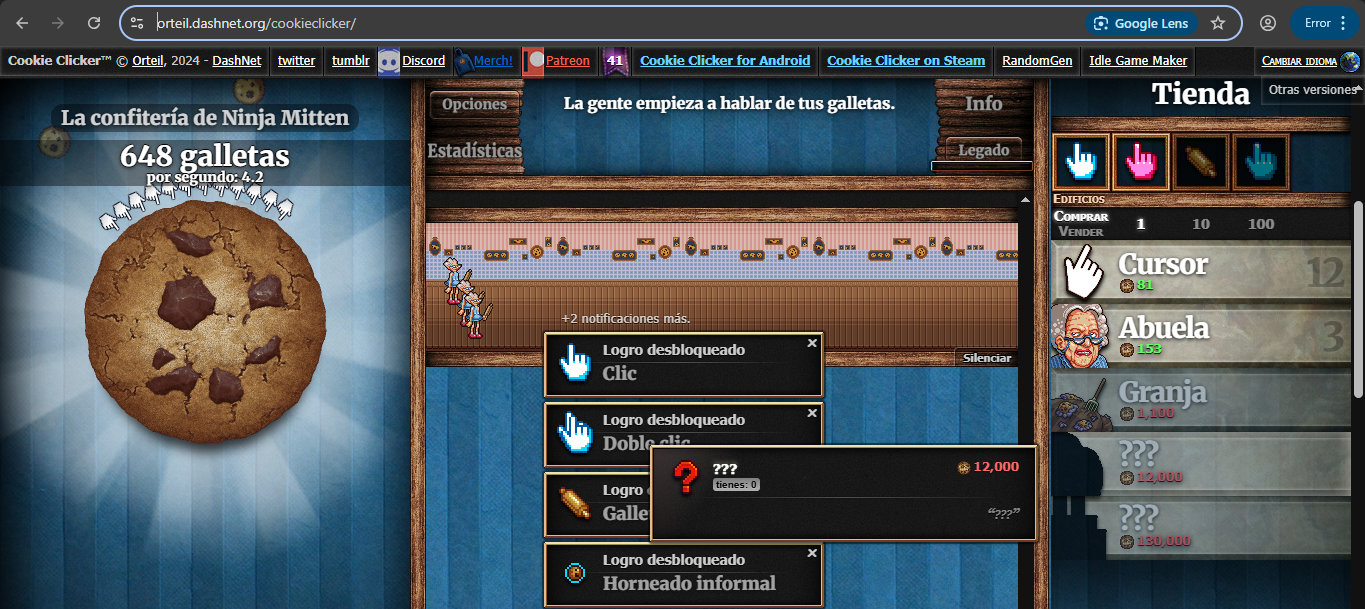 orteil.dashnet.org/cookieclicker/
Google Lens
Error
Cookie Clicker™ © Orteil, 2024 - DashNet
twitter
tumblr
Discord
Merch!
Patreon
41
Cookie Clicker for Android
Cookie Clicker on Steam
RandomGen
Idle Game Maker
Cambiar idioma
Otras versiones
La confitería de Ninja Mitten
648 galletas
por segundo: 4.2
Opciones
Estadísticas
La gente empieza a hablar de tus galletas.
Info
Legado
+2 notificaciones más.
Silenciar
Logro desbloqueado
Clic
Logro desbloqueado
Doble clic
Logro
Galle
Logro desbloqueado
Horneado informal
???
tienes: 0
12,000
“???”
Tienda
Edificios
Comprar
Vender
1
10
100
Cursor
81
12
Abuela
153
3
Granja
1,100
???
12,000
???
130,000